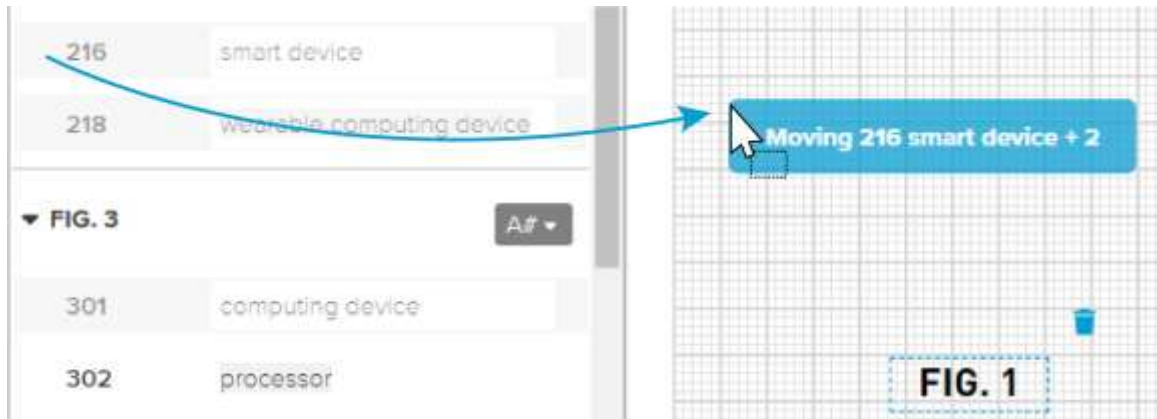 216 smart device
218 wearable computing device
FIG. 3 A#
301 computing device
302 processor
Moving 216 smart device + 2
FIG. 1